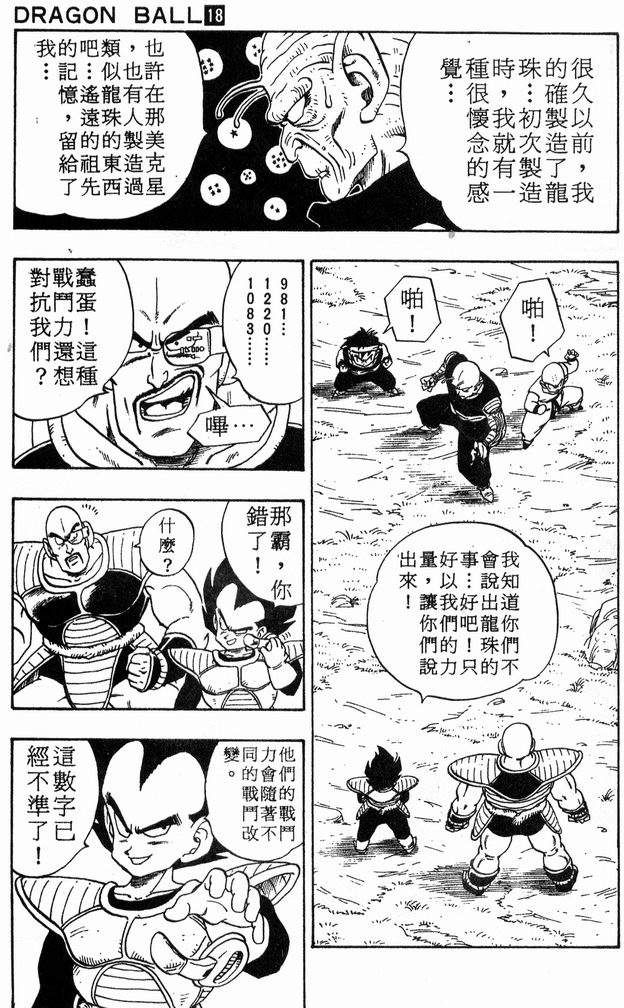 DRAGON BALL 18
很久以前，我
的確製造了龍
珠…初次製造
時，我就有一
種很懷念的感
覺…
也許在那美克星
，也有人製造過
類似龍珠的東西
吧…遙遠的祖先
的記憶，留給了
我…
啪！
啪！
我知道你們不
會說出龍珠的
事…好吧！只
好以我們的力
量，讓你們說
出來！
981…
1220…
1083……
嗶…
蠢蛋！這種
戰鬥力還想
對抗我們？
那霸，你
錯了！
什麼？
他們的戰鬥
力會隨著不
同的戰鬥改
變。
這數字已
經不準了！